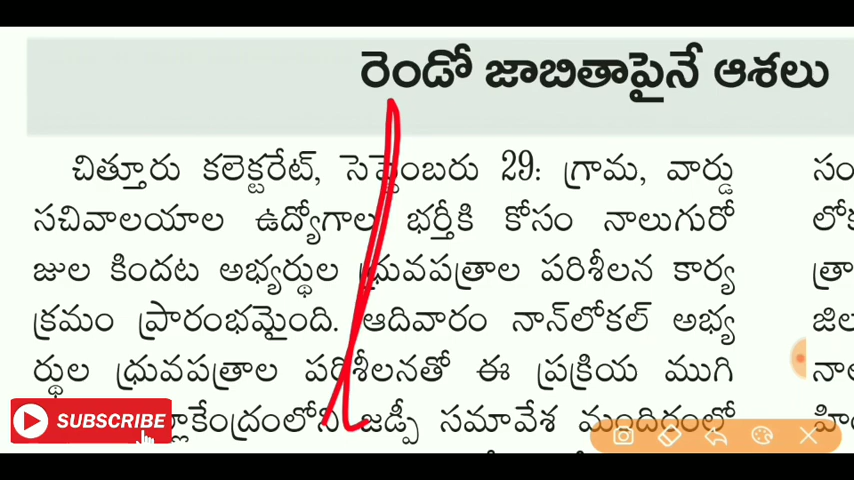 రెండో జాబితాపైనే ఆశలు
చిత్తూరు కలెక్టరేట్, సెప్టెంబరు 29: గ్రామ, వార్డు
సచివాలయాల ఉద్యోగాల భర్తీకి కోసం నాలుగురో
జుల కిందట అభ్యర్థుల ధ్రువపత్రాల పరిశీలన కార్య
క్రమం ప్రారంభమైంది. ఆదివారం నాన్‌లోకల్ అభ్య
ర్థుల ధ్రువపత్రాల పరిశీలనతో ఈ ప్రక్రియ ముగి
జడ్పీ సమావేశ మందిరంలో
సం
లోక
త్రా
జిల
నాల
హి
SUBSCRIBE